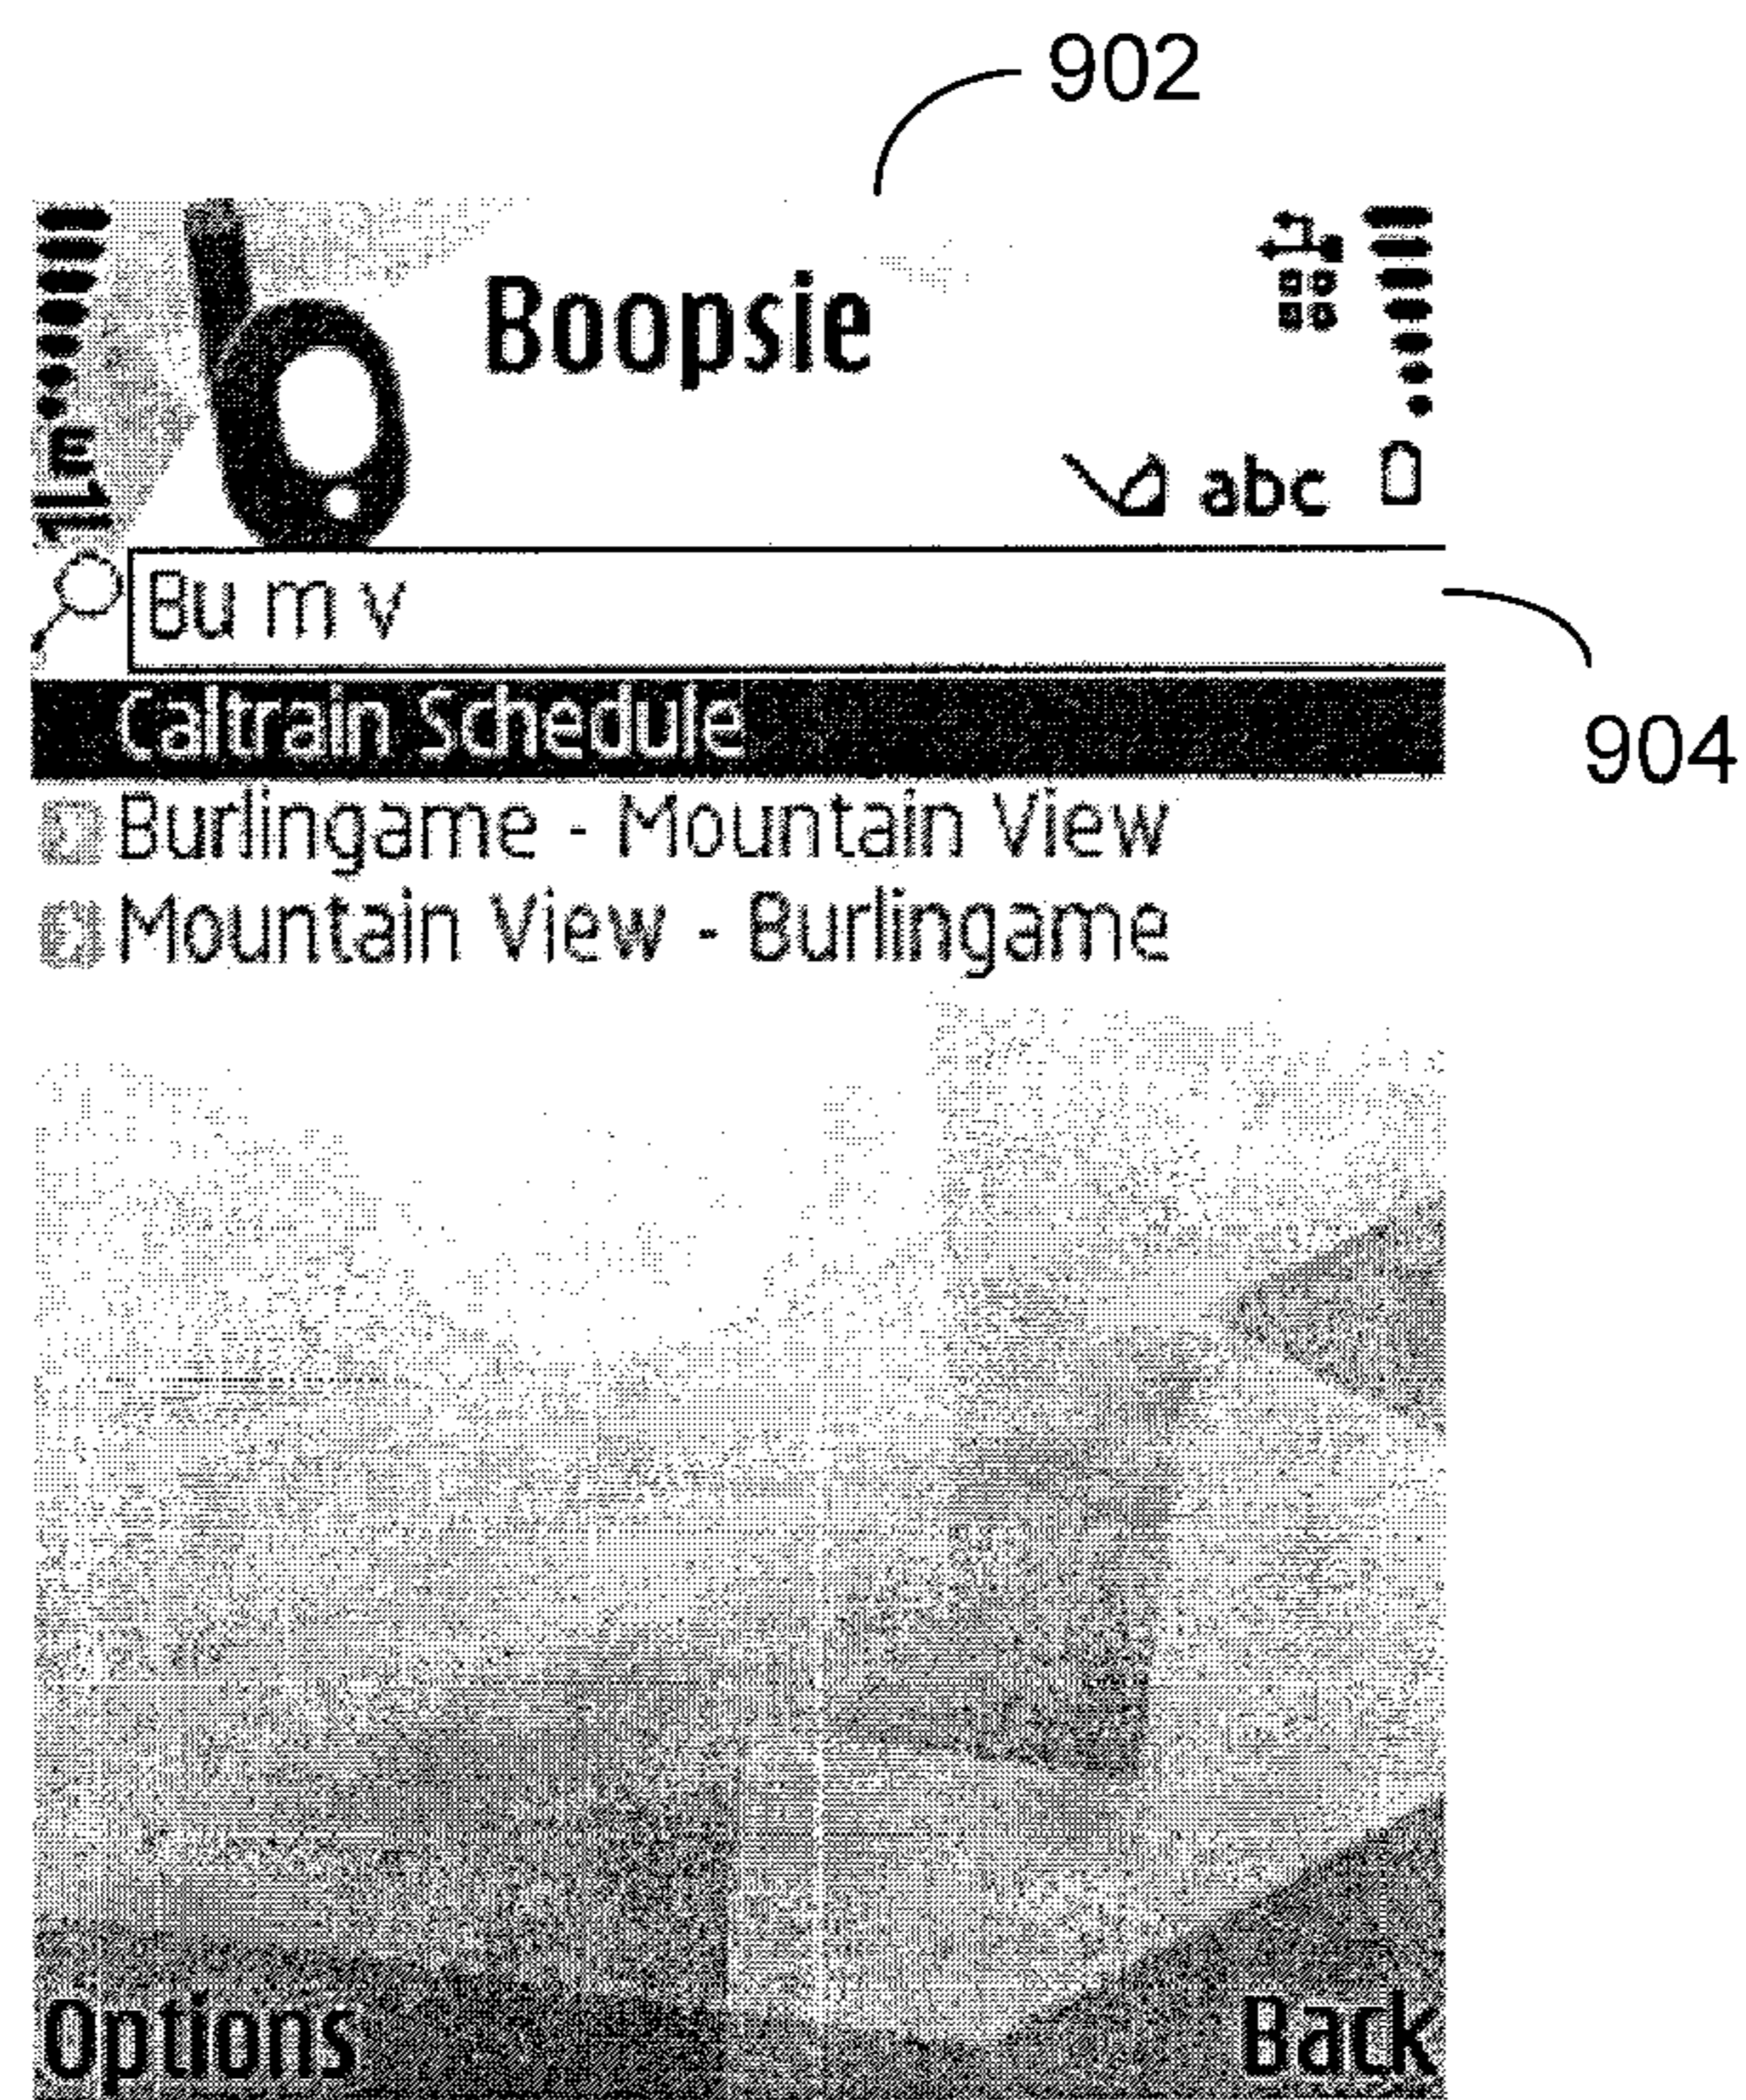 902
Boopsie
abc
Bu m v
904
Caltrain Schedule
Burlingame - Mountain View
Mountain View - Burlingame
Options
Back